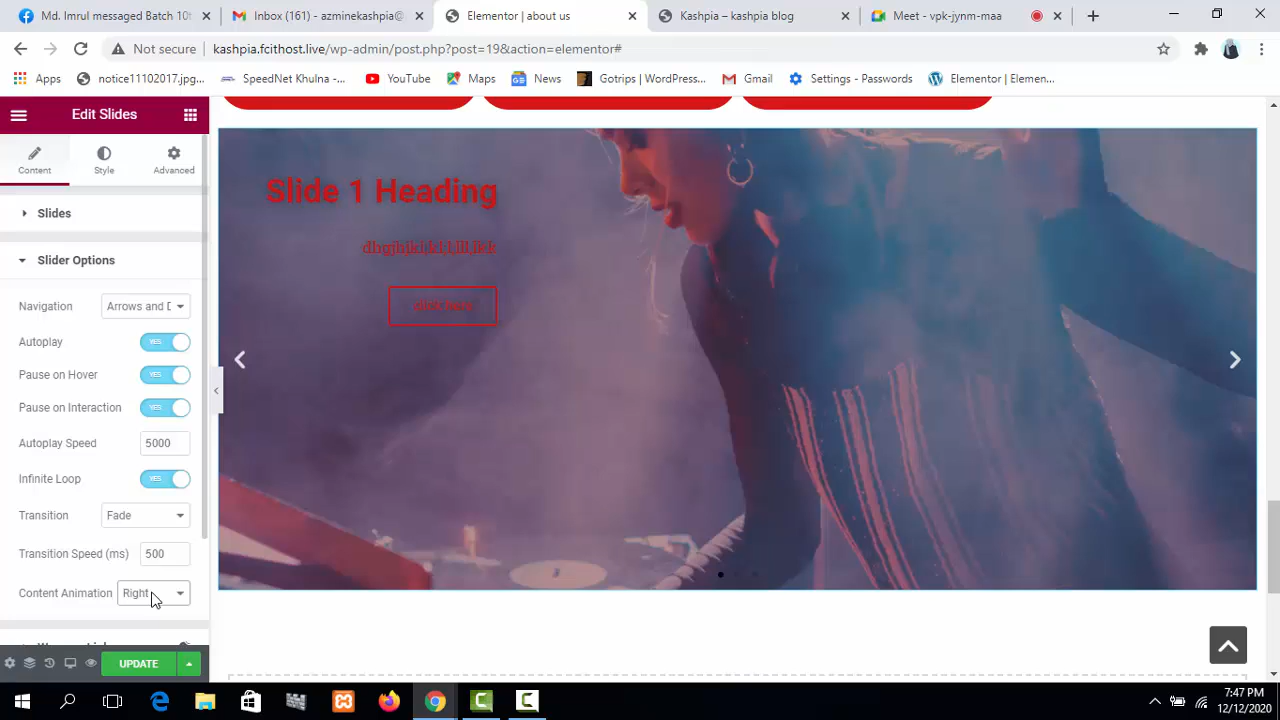 Md. Imrul messaged Batch (Of
Inbox (161) - azminekashpia@
Elementor | about us
Kashpia – kashpia blog
Meet - vpk-jynm-maa
Not secure
kashpia.fcithost.live/wp-admin/post.php?post=19&action=elementor#
Apps
notice11102017.jpg...
SpeedNet Khulna -...
YouTube
Maps
News
Gotrips | WordPress...
Gmail
Settings - Passwords
Elementor | Elemen...
Edit Slides
Content
Style
Advanced
Slides
Slider Options
Navigation
Arrows and D
Autoplay
YES
Pause on Hover
YES
Pause on Interaction
YES
Autoplay Speed
5000
Infinite Loop
YES
Transition
Fade
Transition Speed (ms)
500
Content Animation
Right
UPDATE
Slide 1 Heading
click here
7:47 PM
12/12/2020